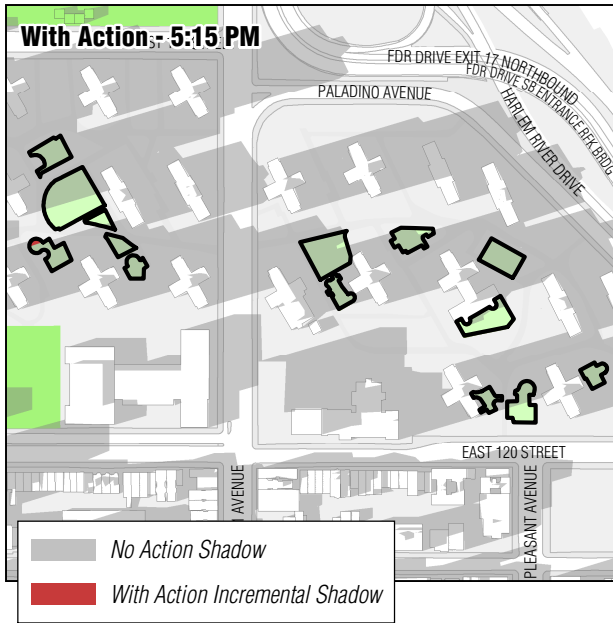 With Action - 5:15 PM
FDR DRIVE EXIT 17 NORTHBOUND
FDR DRIVE SB ENTRANCE RFK BRDG
PALADINO AVENUE
HARLEM RIVER DRIVE
EAST 120 STREET
AVENUE
PLEASANT AVENUE
No Action Shadow
With Action Incremental Shadow